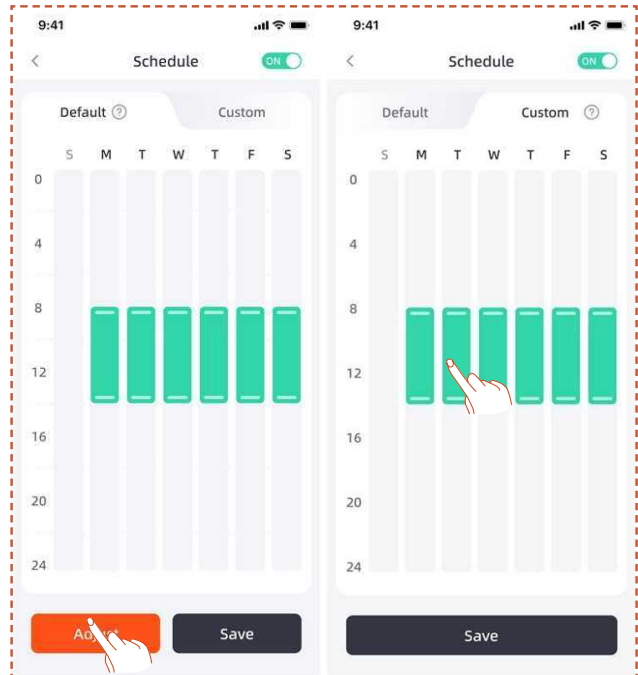 9:41
Schedule
ON
Default ?
Custom
S M T W T F S
0
4
8
12
16
20
24
Save
9:41
Schedule
ON
Default
Custom ?
S M T W T F S
0
4
8
12
16
20
24
Save